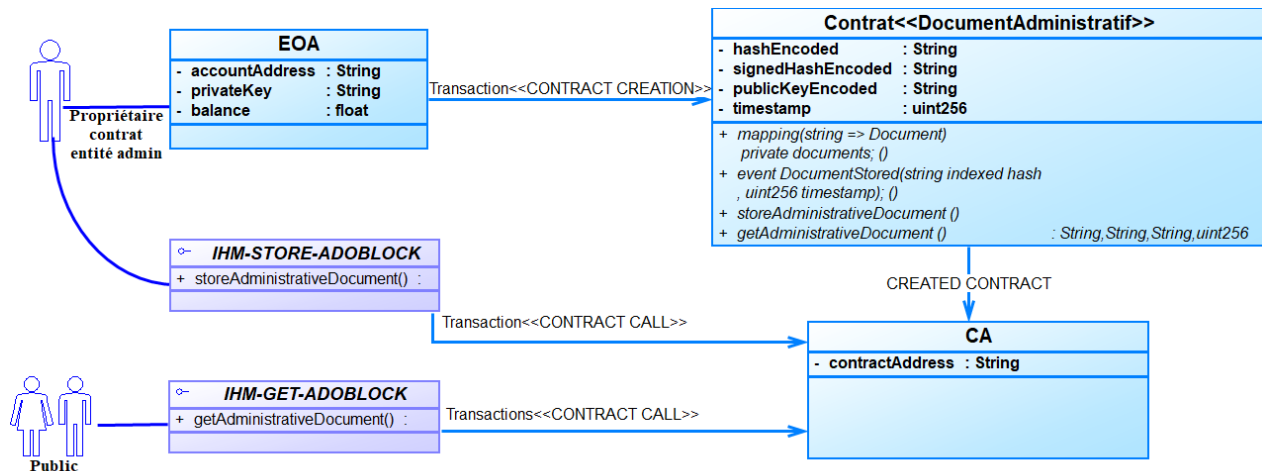 EOA
- accountAddress : String
- privateKey : String
- balance : float
Propriétaire
contrat
entité admin
Transaction<<CONTRACT CREATION>>
Contrat<<DocumentAdministratif>>
- hashEncoded : String
- signedHashEncoded : String
- publicKeyEncoded : String
- timestamp : uint256
+ mapping(string => Document)
private documents; ()
+ event DocumentStored(string indexed hash
, uint256 timestamp); ()
+ storeAdministrativeDocument ()
+ getAdministrativeDocument () : String,String,String,uint256
IHM-STORE-ADOBLOCK
+ storeAdministrativeDocument() :
CREATED CONTRACT
Transaction<<CONTRACT CALL>>
CA
- contractAddress : String
IHM-GET-ADOBLOCK
+ getAdministrativeDocument() :
Transactions<<CONTRACT CALL>>
Public